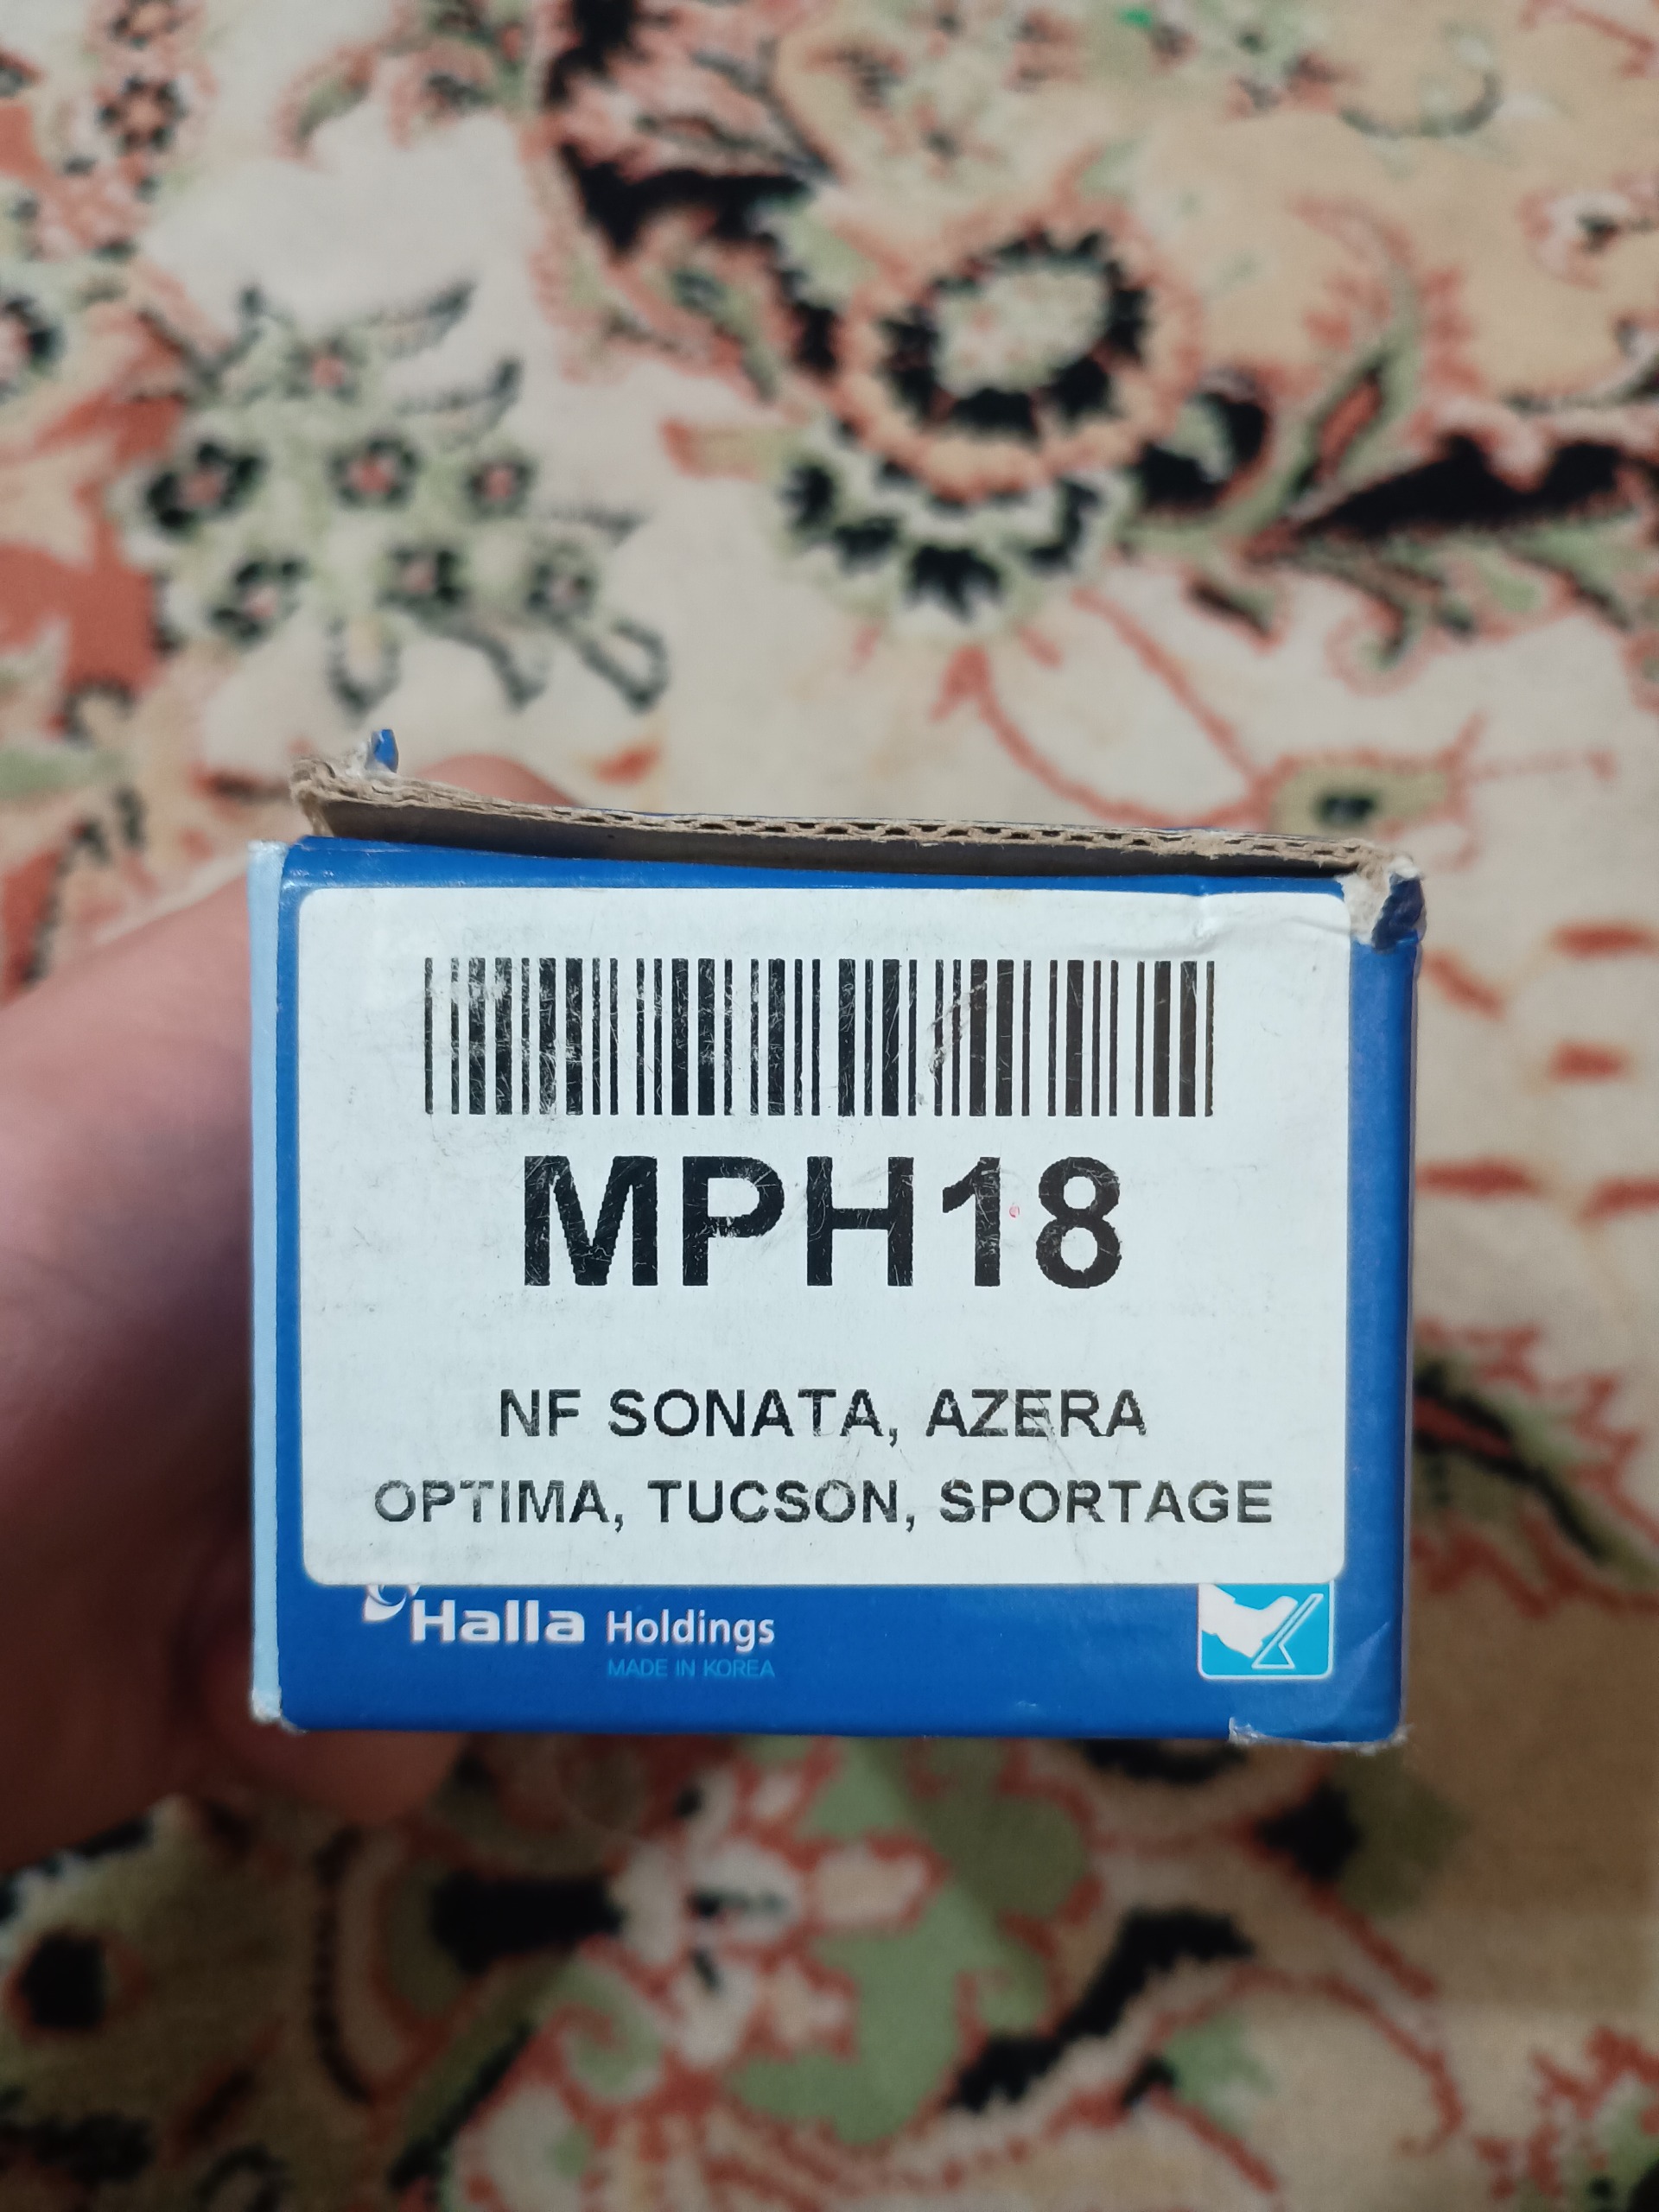 MPH18
NF SONATA, AZERA
OPTIMA, TUCSON, SPORTAGE
Halla Holdings
MADE IN KOREA